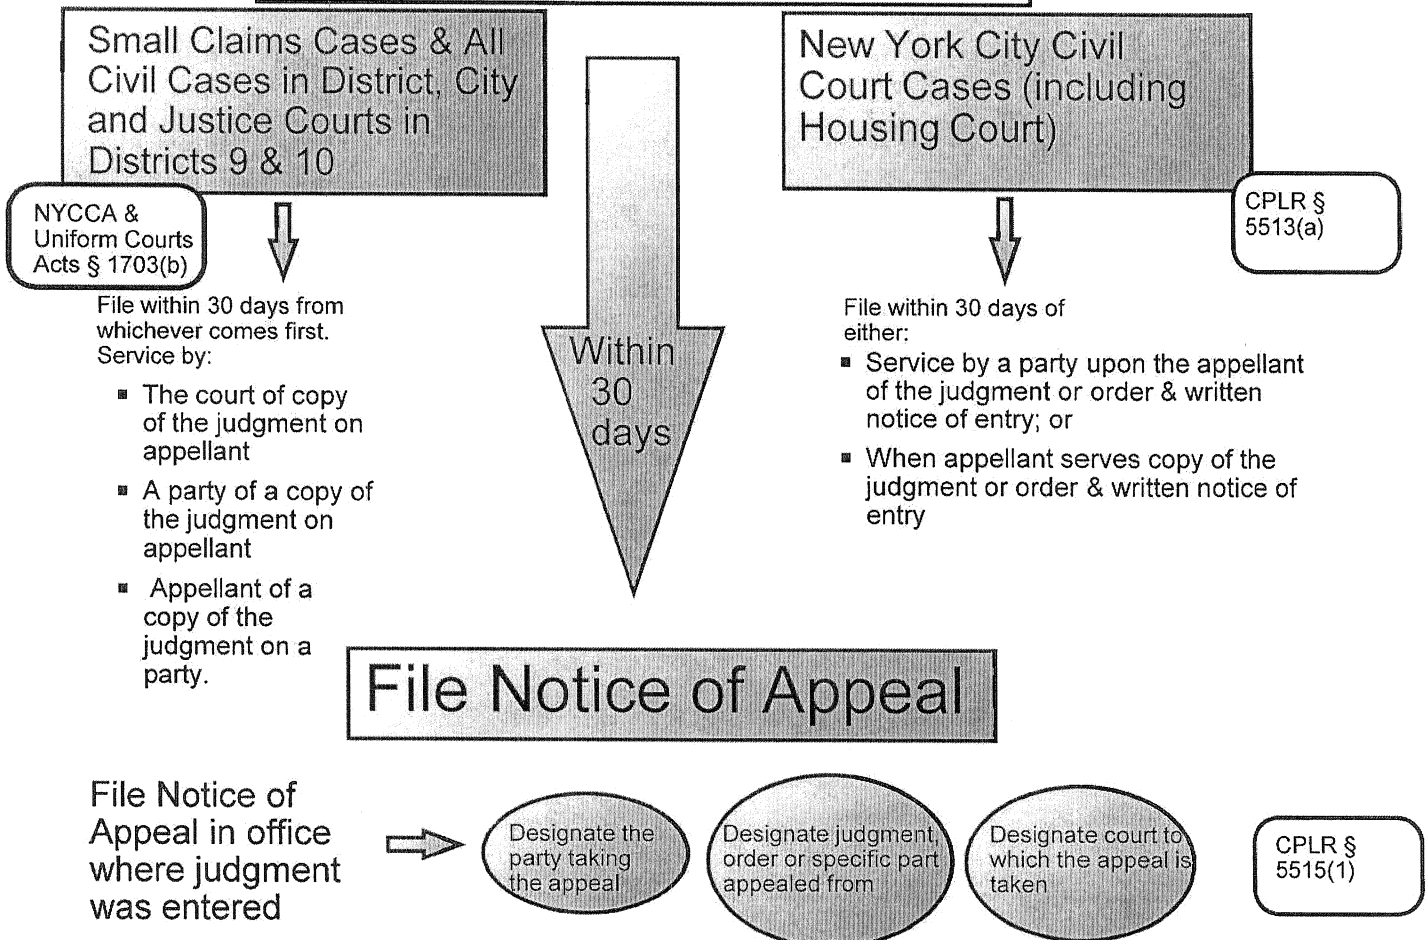 Small Claims Cases & All
Civil Cases in District, City
and Justice Courts in
Districts 9 & 10
NYCCA &
Uniform Courts
Acts § 1703(b)
File within 30 days from
whichever comes first.
Service by:
▪ The court of copy
of the judgment on
appellant
▪ A party of a copy of
the judgment on
appellant
▪ Appellant of a
copy of the
judgment on a
party.
Within
30
days
New York City Civil
Court Cases (including
Housing Court)
CPLR §
5513(a)
File within 30 days of
either:
▪ Service by a party upon the appellant
of the judgment or order & written
notice of entry; or
▪ When appellant serves copy of the
judgment or order & written notice of
entry
File Notice of Appeal
File Notice of
Appeal in office
where judgment
was entered
Designate the
party taking
the appeal
Designate judgment,
order or specific part
appealed from
Designate court to
which the appeal is
taken
CPLR §
5515(1)